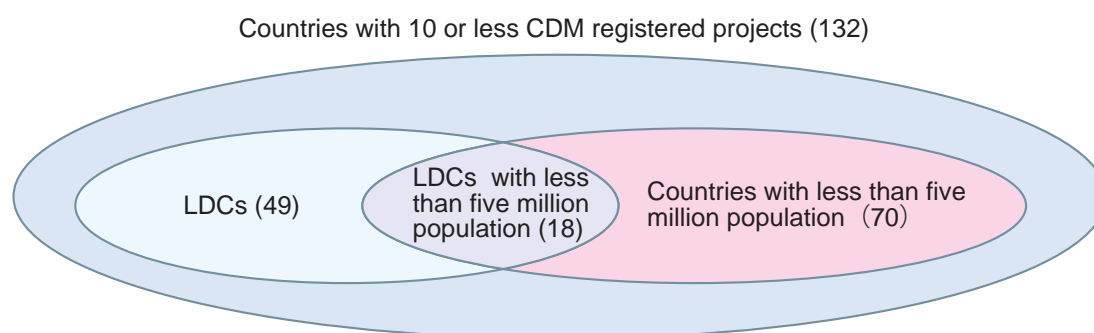 Countries with 10 or less CDM registered projects (132)
LDCs (49)
LDCs with less
than five million
population (18)
Countries with less than five
million population（70）